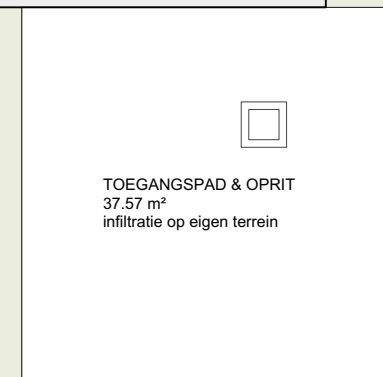 TOEGANGSPAD & OPRIT
37.57 m²
infiltratie op eigen terrein